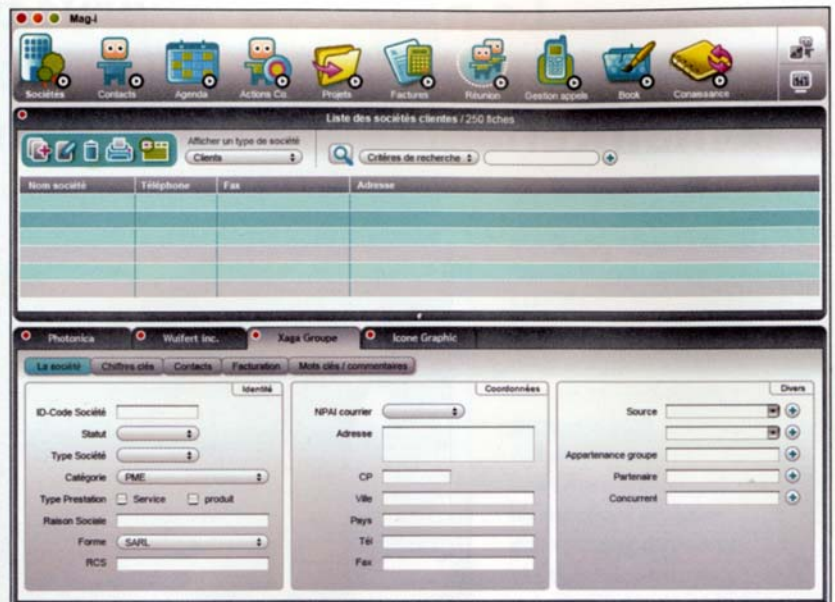 Mag-i
Sociétés Contacts Agenda Actions Co. Projets Factures Réunion Gestion appels Book Conaissance
Liste des sociétés clientes / 250 fiches
Afficher un type de société
Clients Critères de recherche
Nom société Téléphone Fax Adresse
Photonica Wuifert Inc. Xaga Groupe Icone Graphic
La société Chiffres clés Contacts Facturation Mots clés / commentaires
Identité Coordonnées Divers
ID-Code Société NPAI courrier Source
Statut Adresse
Type Société Appartenance groupe
Catégorie PME CP Partenaire
Type Prestation Service produit Ville Concurrent
Raison Sociale Pays
Forme SARL Tél
RCS Fax